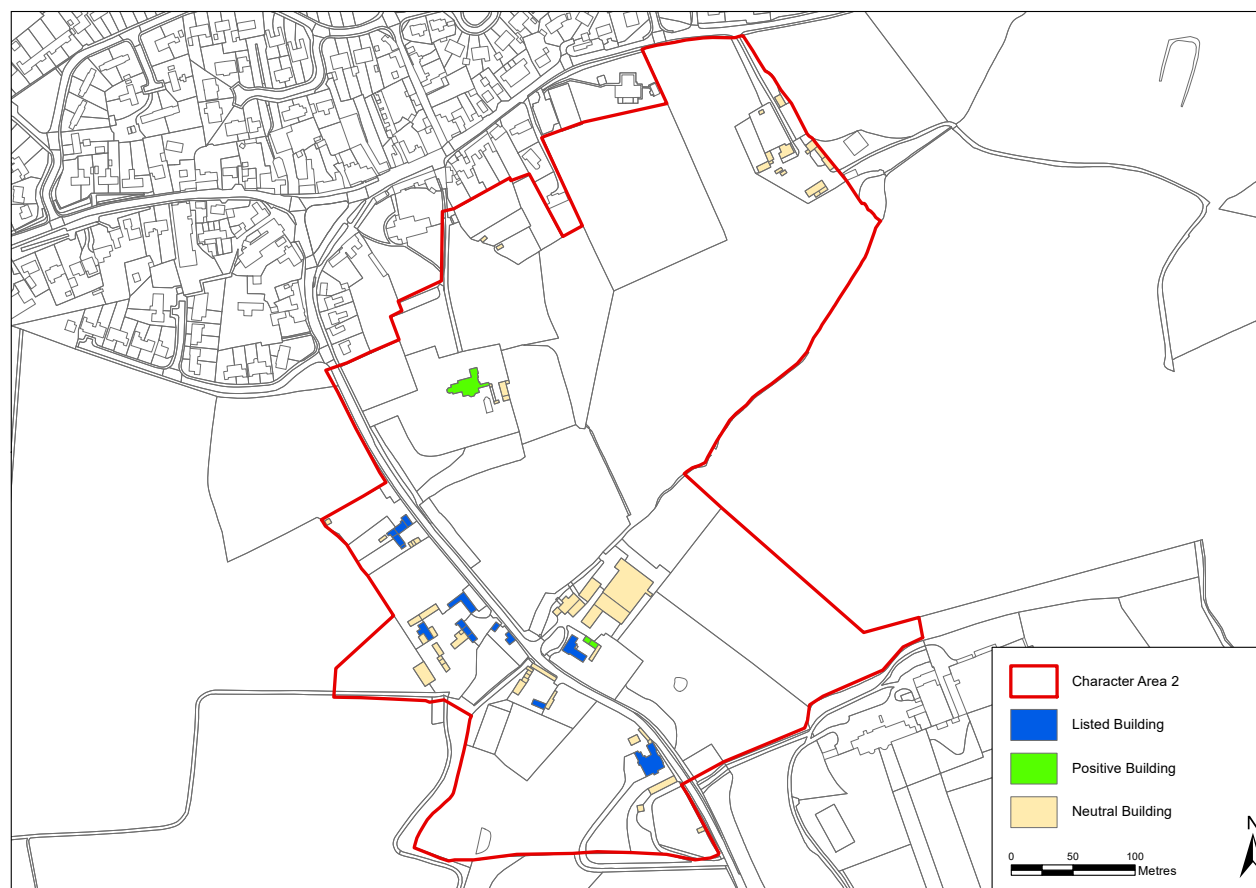 Character Area 2
Listed Building
Positive Building
Neutral Building
N
0 50 100
Metres